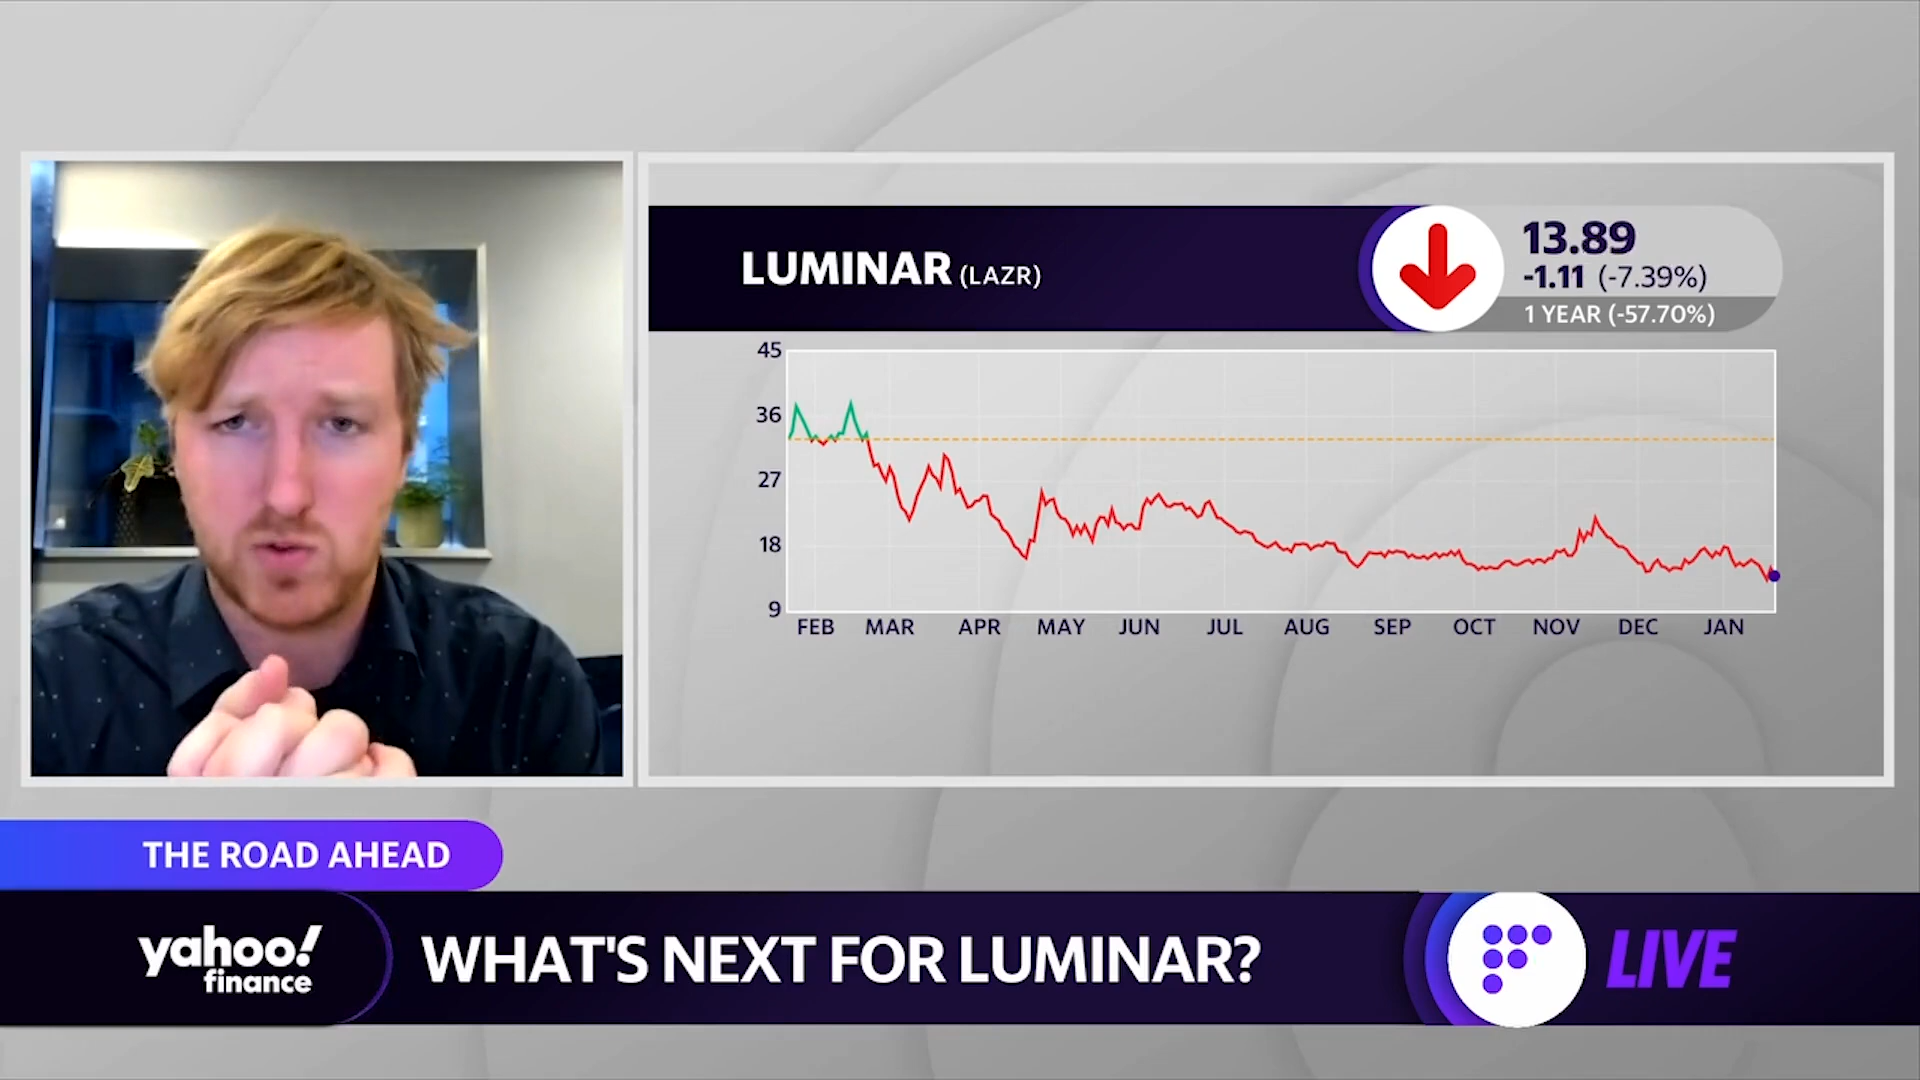 LUMINAR (LAZR)
13.89
-1.11 (-7.39%)
1 YEAR (-57.70%)
45
36
27
18
9
FEB MAR APR MAY JUN JUL AUG SEP OCT NOV DEC JAN
THE ROAD AHEAD
yahoo!
finance
WHAT'S NEXT FOR LUMINAR?
LIVE